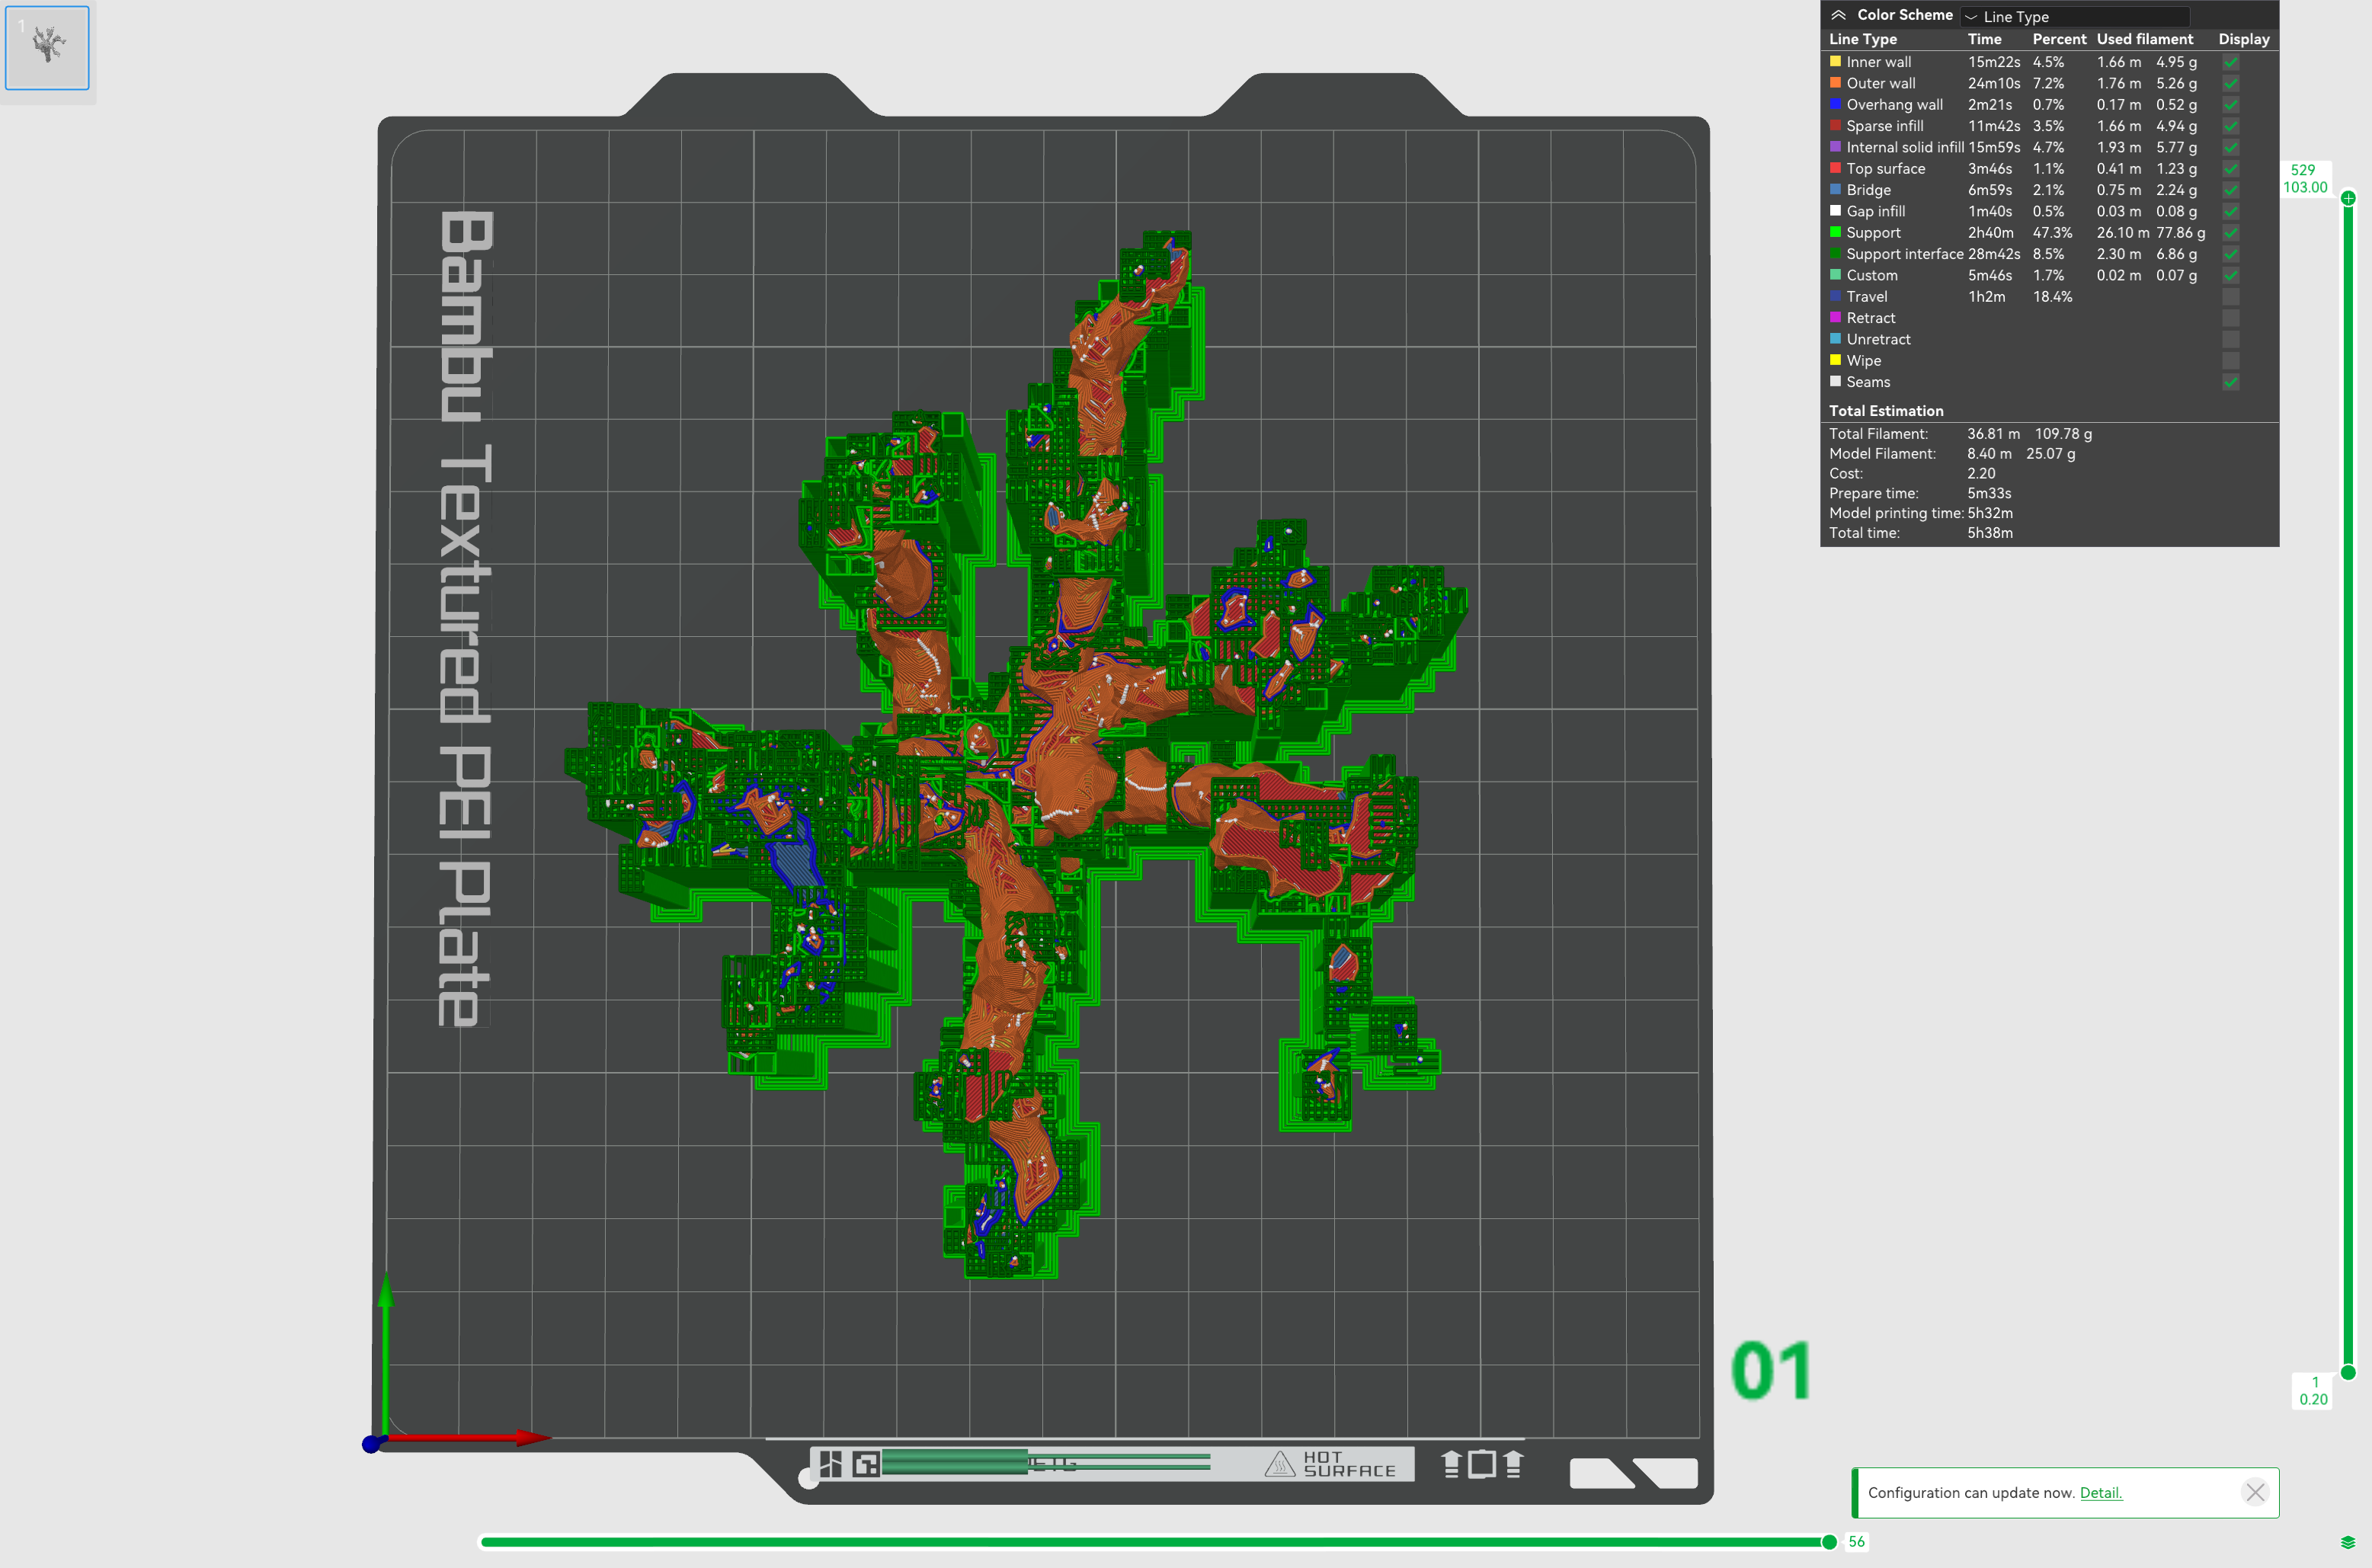 1
Color Scheme Line Type
Line Type Time Percent Used filament Display
Inner wall 15m22s 4.5% 1.66 m 4.95 g
Outer wall 24m10s 7.2% 1.76 m 5.26 g
Overhang wall 2m21s 0.7% 0.17 m 0.52 g
Sparse infill 11m42s 3.5% 1.66 m 4.94 g
Internal solid infill 15m59s 4.7% 1.93 m 5.77 g
Top surface 3m46s 1.1% 0.41 m 1.23 g
Bridge 6m59s 2.1% 0.75 m 2.24 g
Gap infill 1m40s 0.5% 0.03 m 0.08 g
Support 2h40m 47.3% 26.10 m 77.86 g
Support interface 28m42s 8.5% 2.30 m 6.86 g
Custom 5m46s 1.7% 0.02 m 0.07 g
Travel 1h2m 18.4%
Retract
Unretract
Wipe
Seams
Total Estimation
Total Filament: 36.81 m 109.78 g
Model Filament: 8.40 m 25.07 g
Cost: 2.20
Prepare time: 5m33s
Model printing time: 5h32m
Total time: 5h38m
529
103.00
Bambu Textured PEI Plate
01
1
0.20
HOT
SURFACE
Configuration can update now. Detail.
56